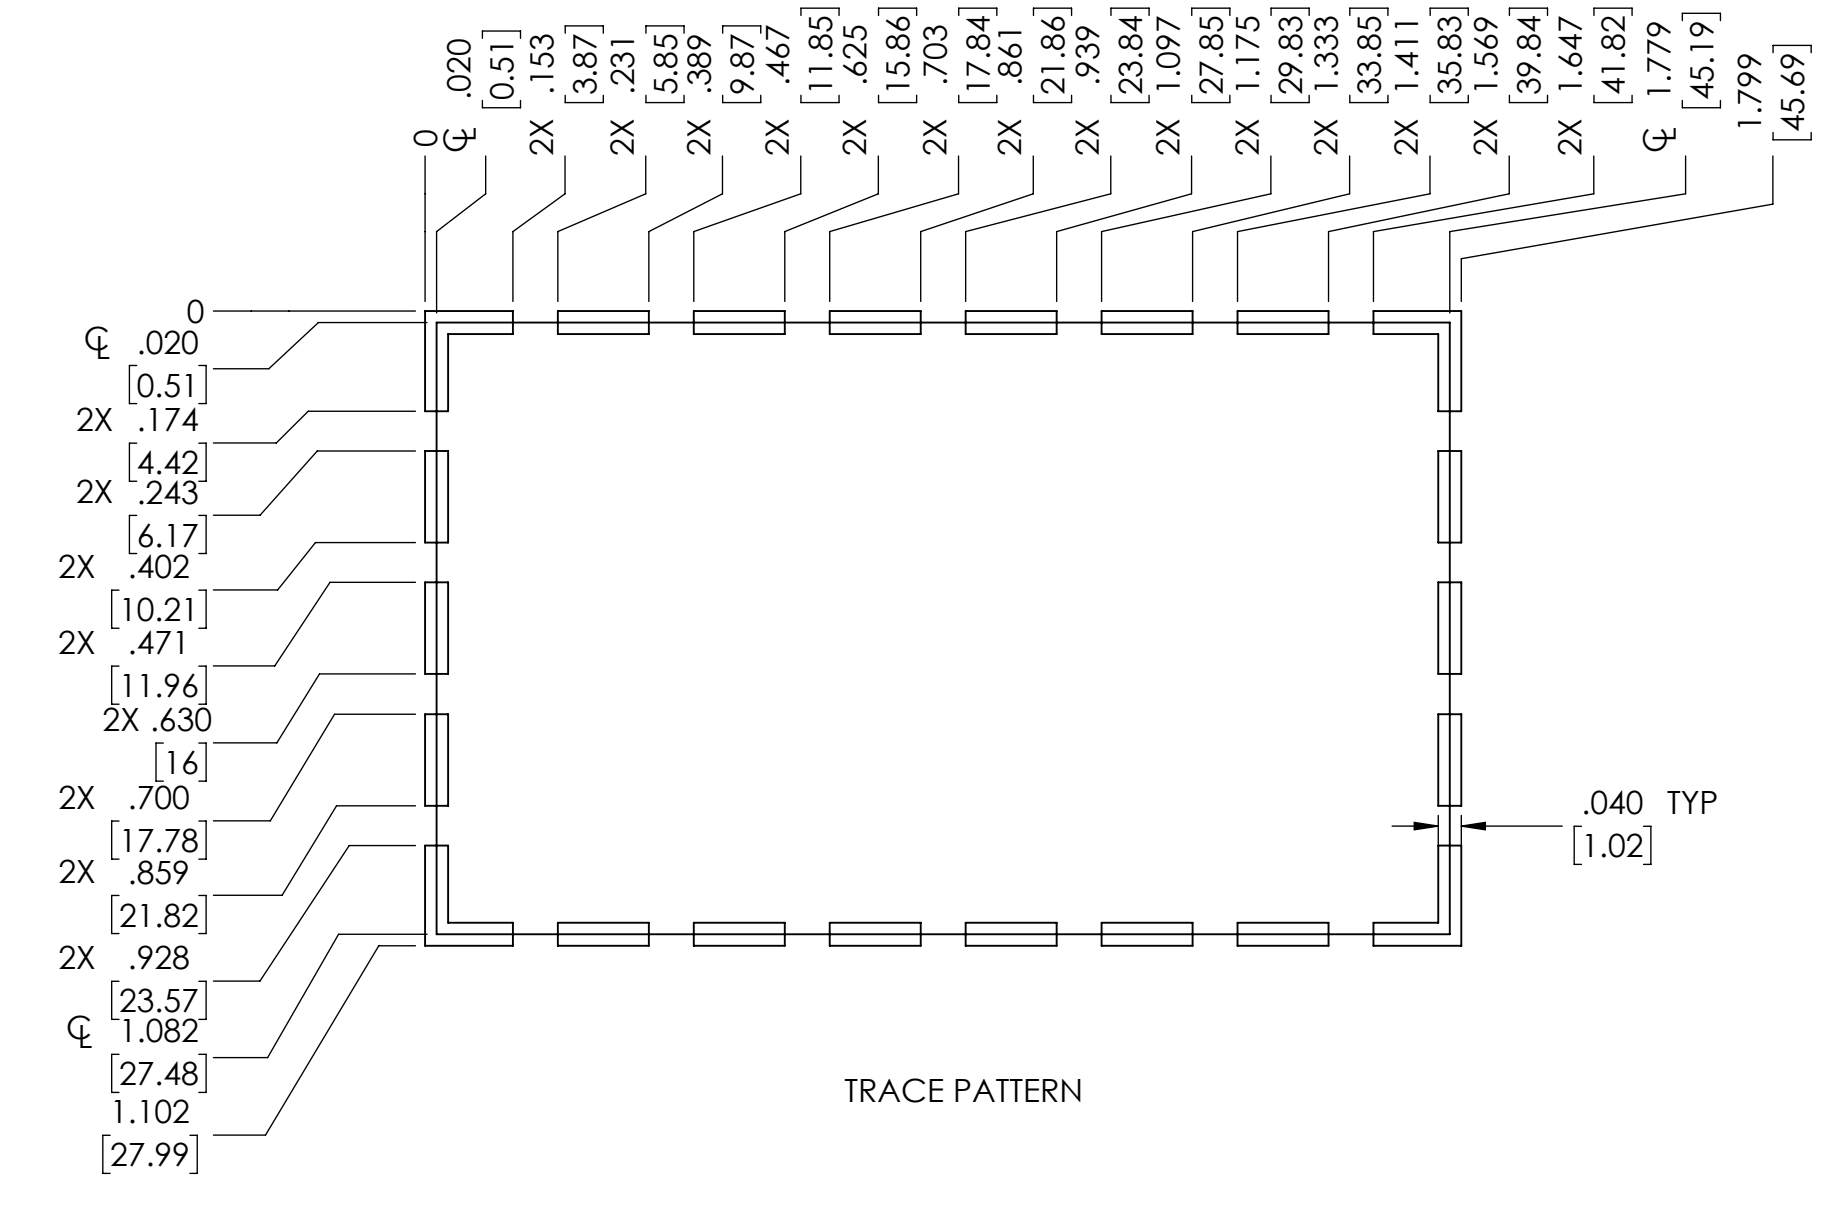 0
℄ .020
[0.51]
2X .153
[3.87]
2X .231
[5.85]
2X .389
[9.87]
2X .467
[11.85]
2X .625
[15.86]
2X .703
[17.84]
2X .861
[21.86]
2X .939
[23.84]
2X 1.097
[27.85]
2X 1.175
[29.83]
2X 1.333
[33.85]
2X 1.411
[35.83]
2X 1.569
[39.84]
2X 1.647
[41.82]
℄ 1.779
[45.19]
1.799
[45.69]
0
℄ .020
[0.51]
2X .174
[4.42]
2X .243
[6.17]
2X .402
[10.21]
2X .471
[11.96]
2X .630
[16]
2X .700
[17.78]
2X .859
[21.82]
2X .928
[23.57]
℄ 1.082
[27.48]
1.102
[27.99]
.040 TYP
[1.02]
TRACE PATTERN